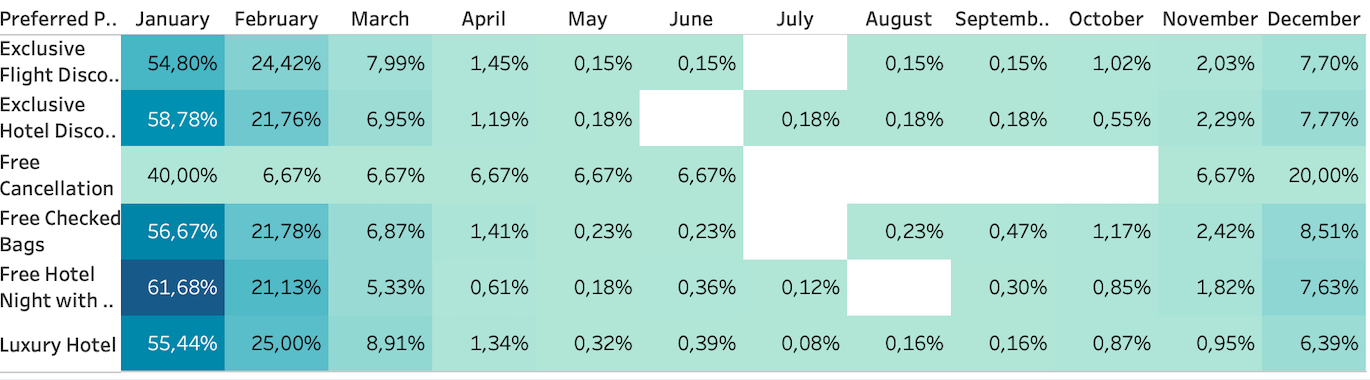 Preferred P.. January February March April May June July August Septemb.. October November December
Exclusive
Flight Disco.. 54,80% 24,42% 7,99% 1,45% 0,15% 0,15% 0,15% 0,15% 1,02% 2,03% 7,70%
Exclusive
Hotel Disco.. 58,78% 21,76% 6,95% 1,19% 0,18% 0,18% 0,18% 0,18% 0,55% 2,29% 7,77%
Free
Cancellation 40,00% 6,67% 6,67% 6,67% 6,67% 6,67% 6,67% 20,00%
Free Checked
Bags 56,67% 21,78% 6,87% 1,41% 0,23% 0,23% 0,23% 0,47% 1,17% 2,42% 8,51%
Free Hotel
Night with .. 61,68% 21,13% 5,33% 0,61% 0,18% 0,36% 0,12% 0,30% 0,85% 1,82% 7,63%
Luxury Hotel 55,44% 25,00% 8,91% 1,34% 0,32% 0,39% 0,08% 0,16% 0,16% 0,87% 0,95% 6,39%